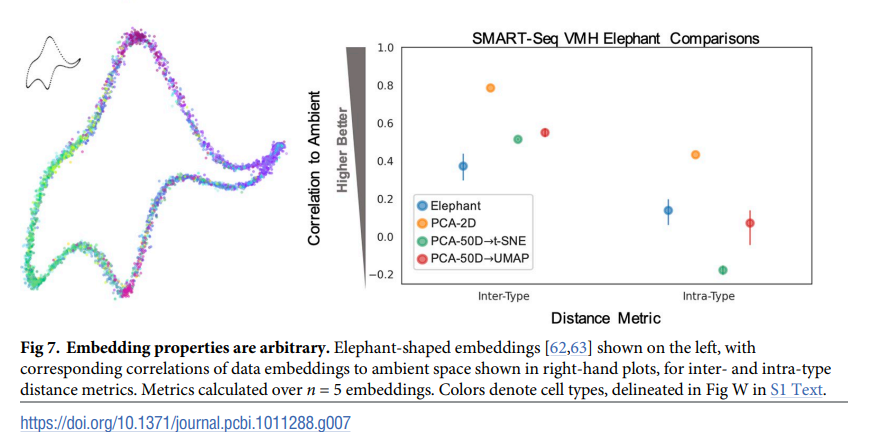 SMART-Seq VMH Elephant Comparisons
Correlation to Ambient
Higher Better
1.0
0.8
0.6
0.4
0.2
0.0
−0.2
Elephant
PCA-2D
PCA-50D→t-SNE
PCA-50D→UMAP
Inter-Type
Intra-Type
Distance Metric
Fig 7. Embedding properties are arbitrary. Elephant-shaped embeddings [62,63] shown on the left, with
corresponding correlations of data embeddings to ambient space shown in right-hand plots, for inter- and intra-type
distance metrics. Metrics calculated over n = 5 embeddings. Colors denote cell types, delineated in Fig W in S1 Text.
https://doi.org/10.1371/journal.pcbi.1011288.g007